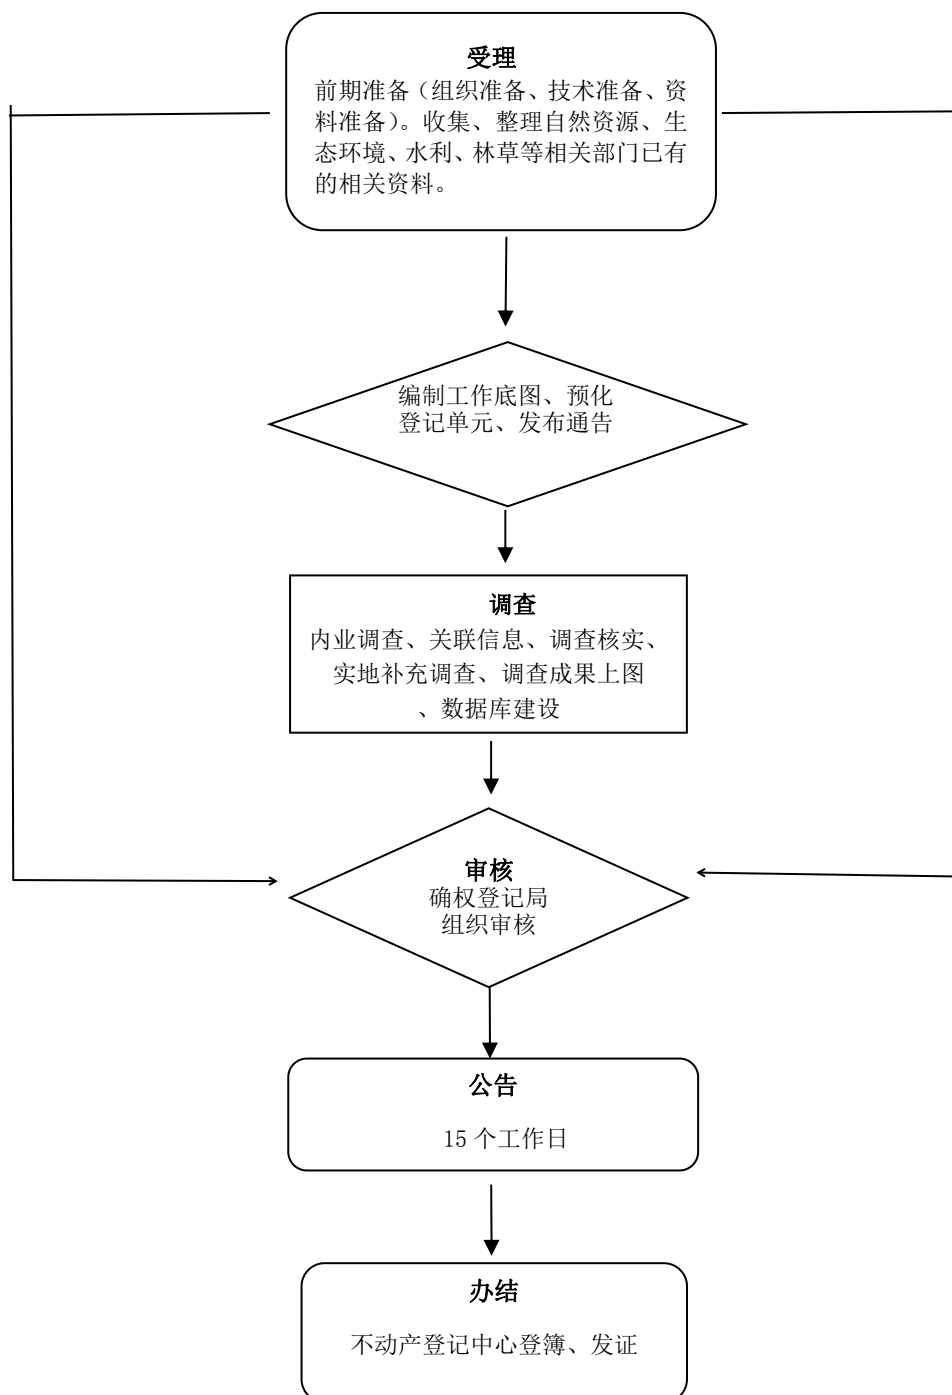 受理
前期准备（组织准备、技术准备、资
料准备）。收集、整理自然资源、生
态环境、水利、林草等相关部门已有
的相关资料。
编制工作底图、预化
登记单元、发布通告
调查
内业调查、关联信息、调查核实、
实地补充调查、调查成果上图
、数据库建设
审核
确权登记局
组织审核
公告
15 个工作日
办结
不动产登记中心登簿、发证